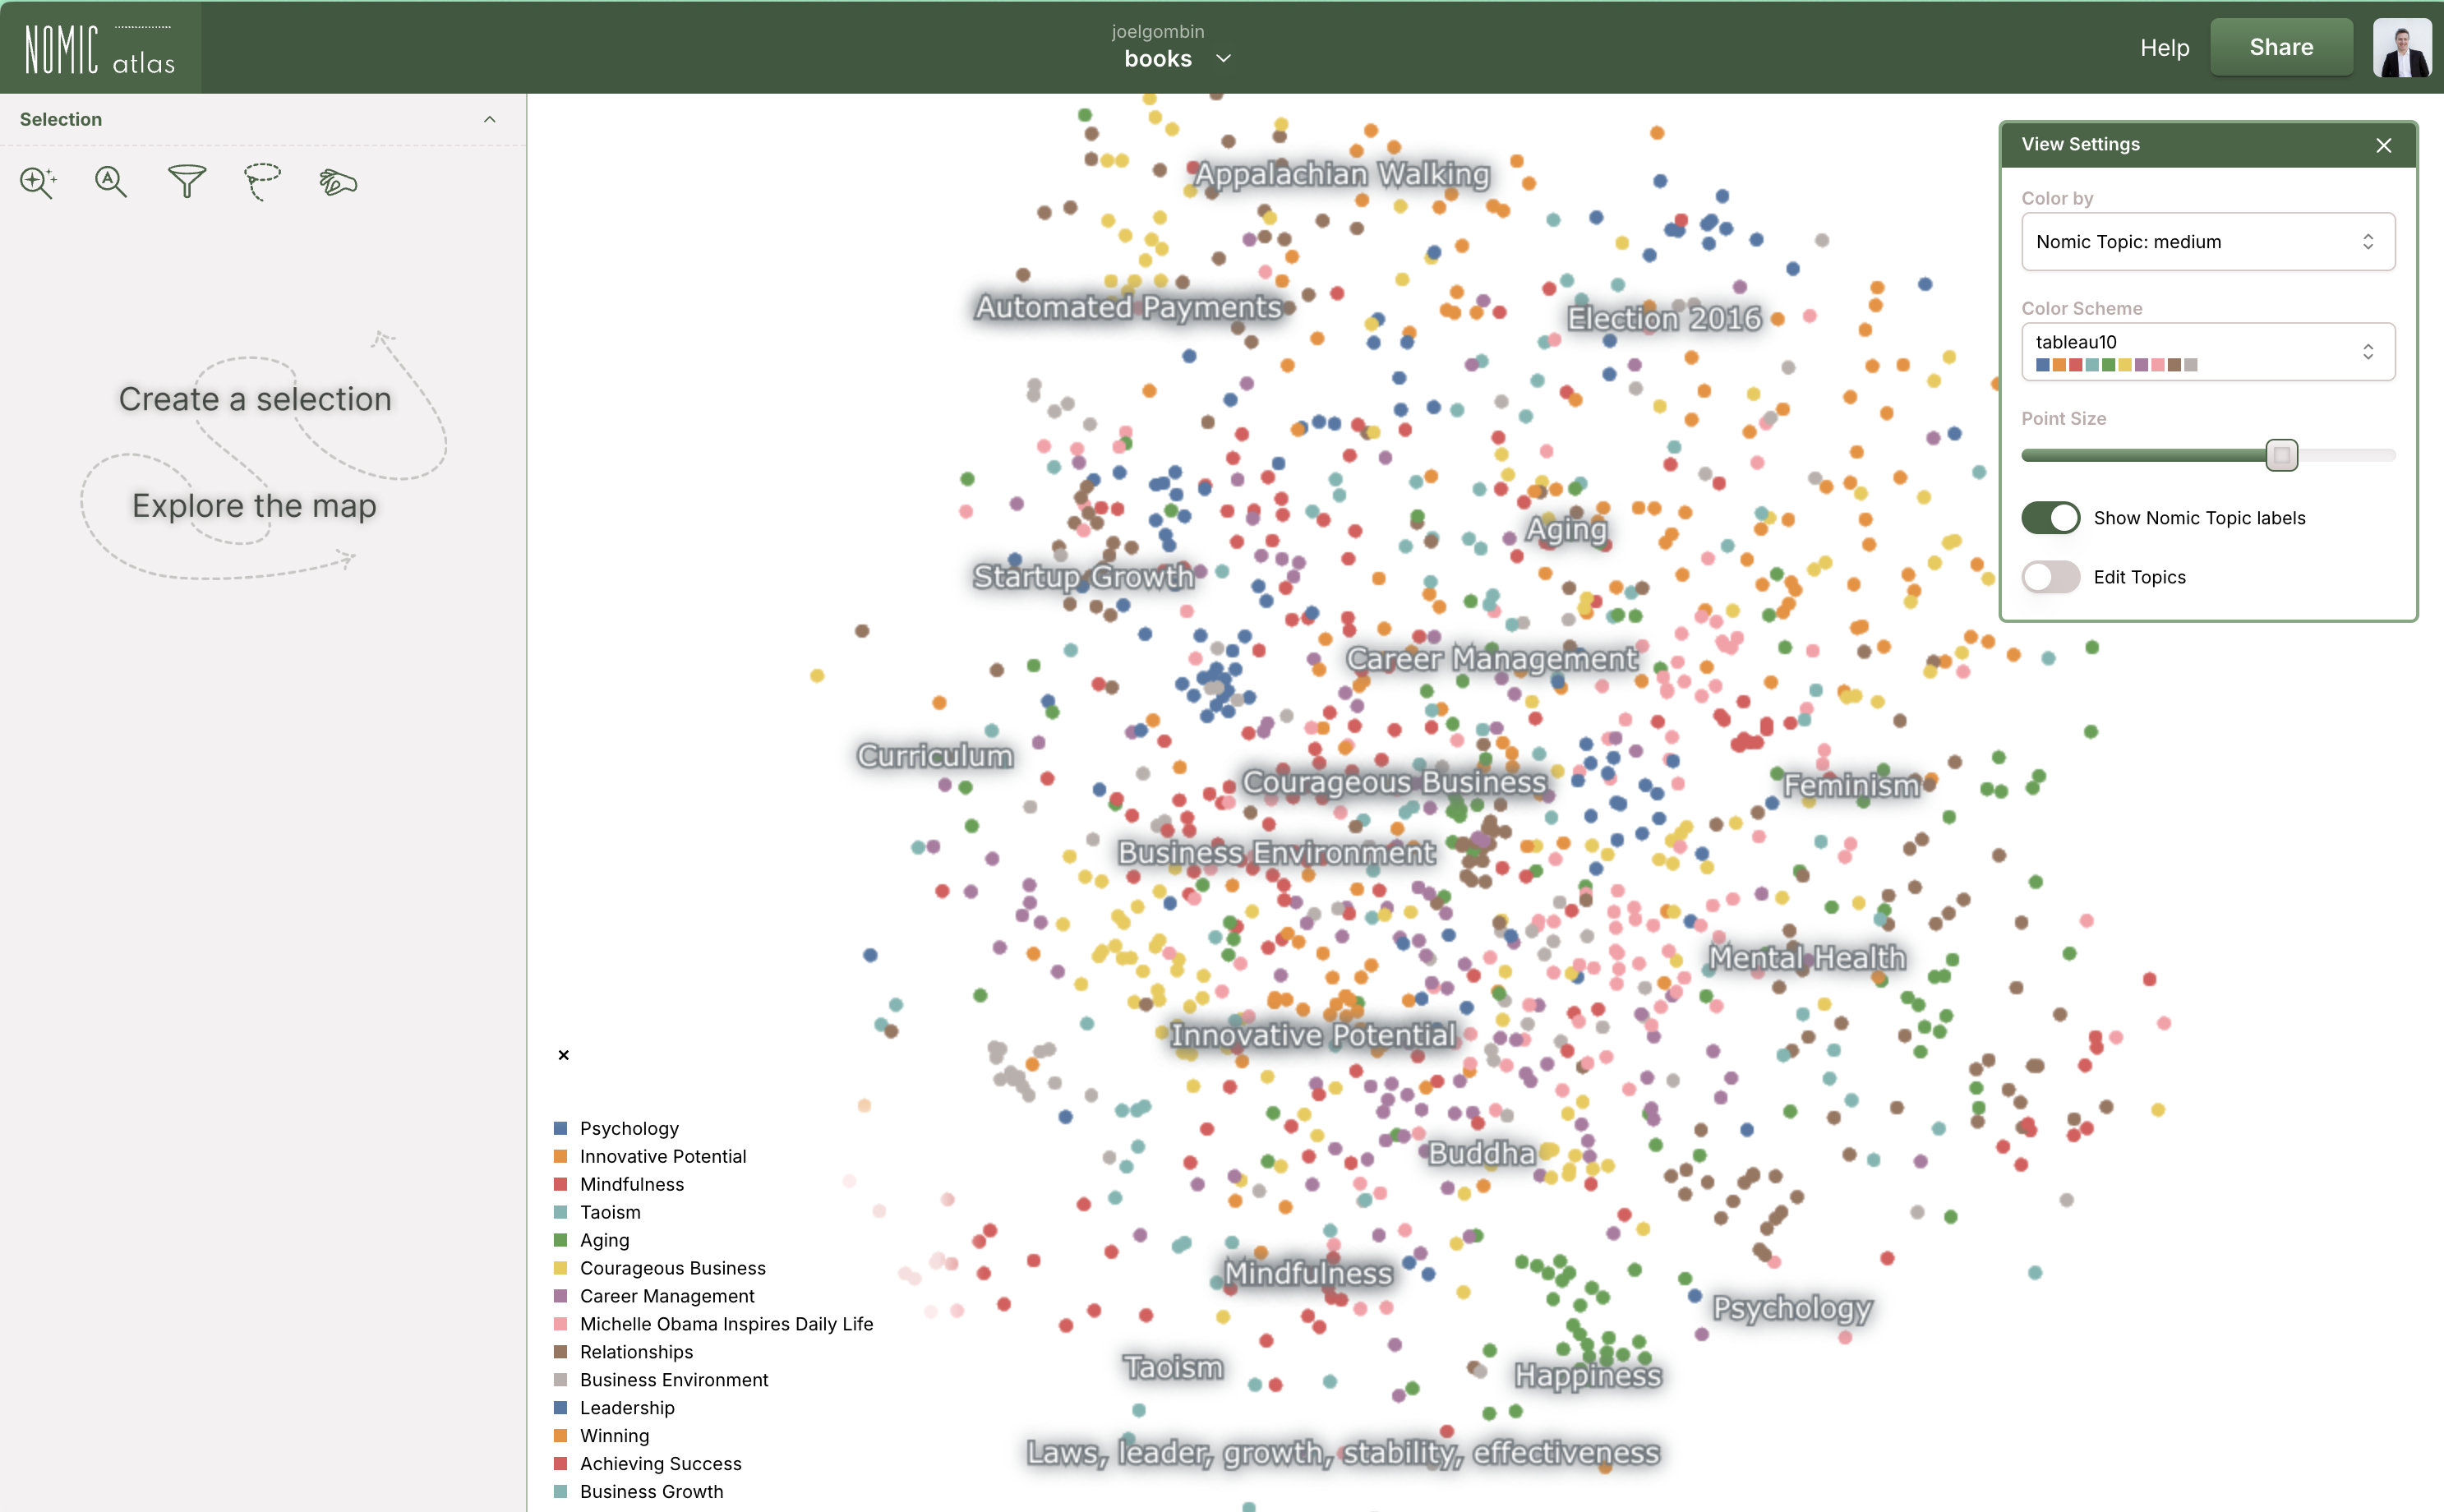 NOMIC atlas
joelgombin
books
Help
Share
Selection
Create a selection
Explore the map
View Settings
Color by
Nomic Topic: medium
Color Scheme
tableau10
Point Size
Show Nomic Topic labels
Edit Topics
Appalachian Walking
Automated Payments
Election 2016
Aging
Startup Growth
Career Management
Curriculum
Courageous Business
Feminism
Business Environment
Mental Health
Innovative Potential
Buddha
Mindfulness
Psychology
Taoism
Happiness
Laws, leader, growth, stability, effectiveness
Psychology
Innovative Potential
Mindfulness
Taoism
Aging
Courageous Business
Career Management
Michelle Obama Inspires Daily Life
Relationships
Business Environment
Leadership
Winning
Achieving Success
Business Growth